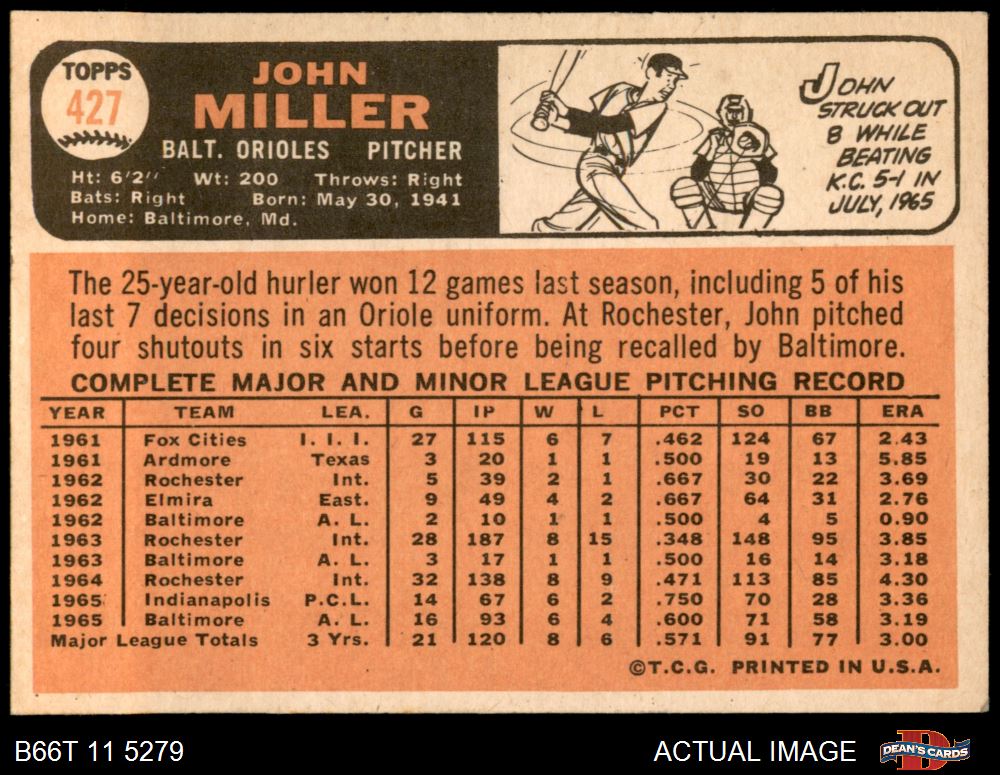 TOPPS
427
JOHN
MILLER
BALT. ORIOLES PITCHER
Ht: 6'2" Wt: 200 Throws: Right
Bats: Right Born: May 30, 1941
Home: Baltimore, Md.
JOHN
STRUCK OUT
8 WHILE
BEATING
K.C. 5-1 IN
JULY, 1965
The 25-year-old hurler won 12 games last season, including 5 of his
last 7 decisions in an Oriole uniform. At Rochester, John pitched
four shutouts in six starts before being recalled by Baltimore.
COMPLETE MAJOR AND MINOR LEAGUE PITCHING RECORD
YEAR TEAM LEA. G IP W L PCT SO BB ERA
1961 Fox Cities I. I. I. 27 115 6 7 .462 124 67 2.43
1961 Ardmore Texas 3 20 1 1 .500 19 13 5.85
1962 Rochester Int. 5 39 2 1 .667 30 22 3.69
1962 Elmira East. 9 49 4 2 .667 64 31 2.76
1962 Baltimore A. L. 2 10 1 1 .500 4 5 0.90
1963 Rochester Int. 28 187 8 15 .348 148 95 3.85
1963 Baltimore A. L. 3 17 1 1 .500 16 14 3.18
1964 Rochester Int. 32 138 8 9 .471 113 85 4.30
1965 Indianapolis P.C.L. 14 67 6 2 .750 70 28 3.36
1965 Baltimore A. L. 16 93 6 4 .600 71 58 3.19
Major League Totals 3 Yrs. 21 120 8 6 .571 91 77 3.00
©T.C.G. PRINTED IN U.S.A.
B66T 11 5279
ACTUAL IMAGE
DEAN'S CARDS